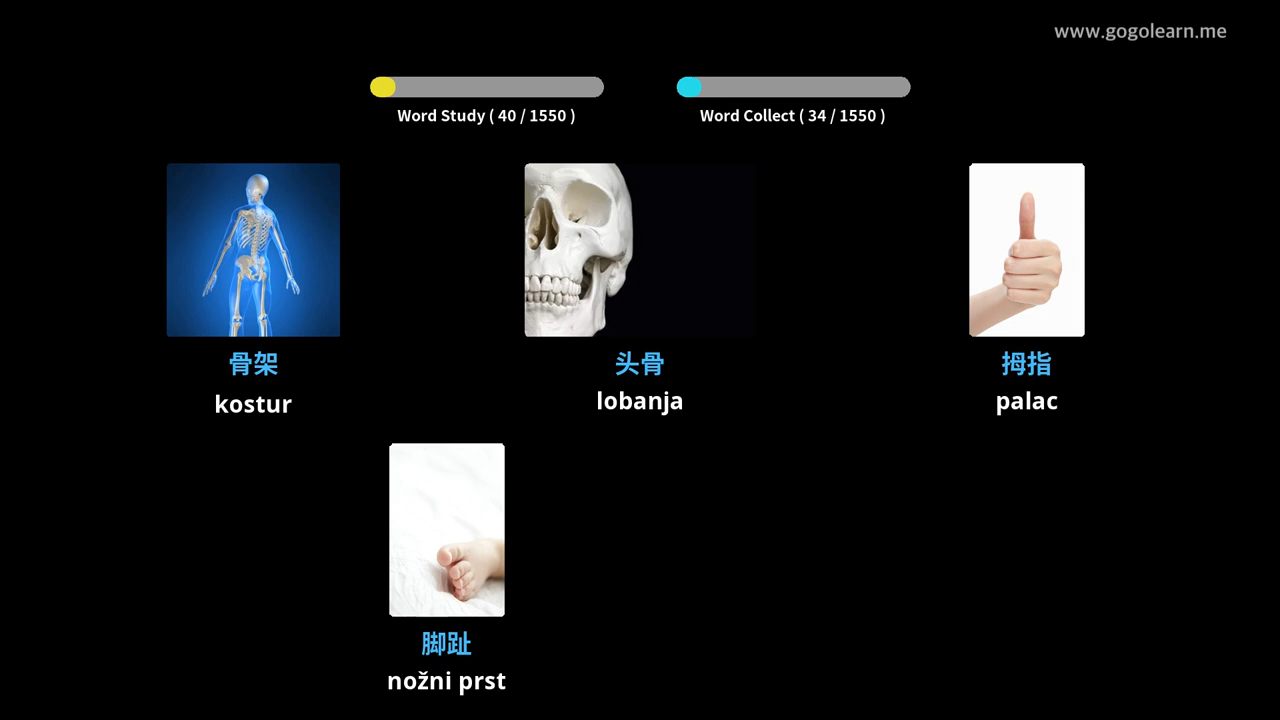 www.gogolearn.me
Word Study ( 40 / 1550 )
Word Collect ( 34 / 1550 )
骨架
kostur
头骨
lobanja
拇指
palac
脚趾
nožni prst